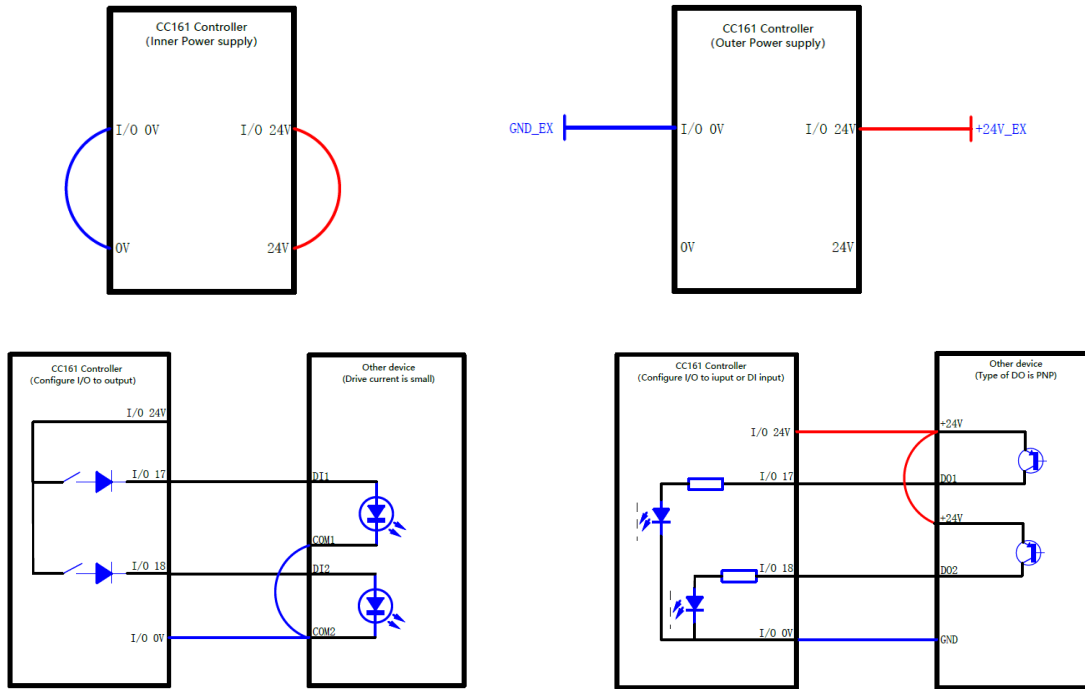 CC161 Controller
(Inner Power supply)
I/O 0V
I/O 24V
0V
24V
CC161 Controller
(Outer Power supply)
GND_EX
I/O 0V
I/O 24V
+24V_EX
0V
24V
CC161 Controller
(Configure I/O to output)
I/O 24V
I/O 17
I/O 18
I/O 0V
Other device
(Drive current is small)
DI1
COM1
DI2
COM2
CC161 Controller
(Configure I/O to iuput or DI input)
I/O 24V
I/O 17
I/O 18
I/O 0V
Other device
(Type of DO is PNP)
+24V
DO1
+24V
DO2
GND